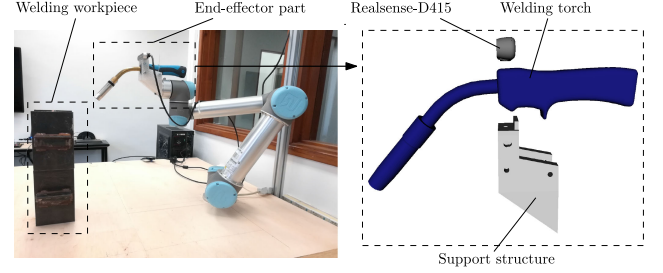 Welding workpiece
End-effector part
Realsense-D415
Welding torch
Support structure